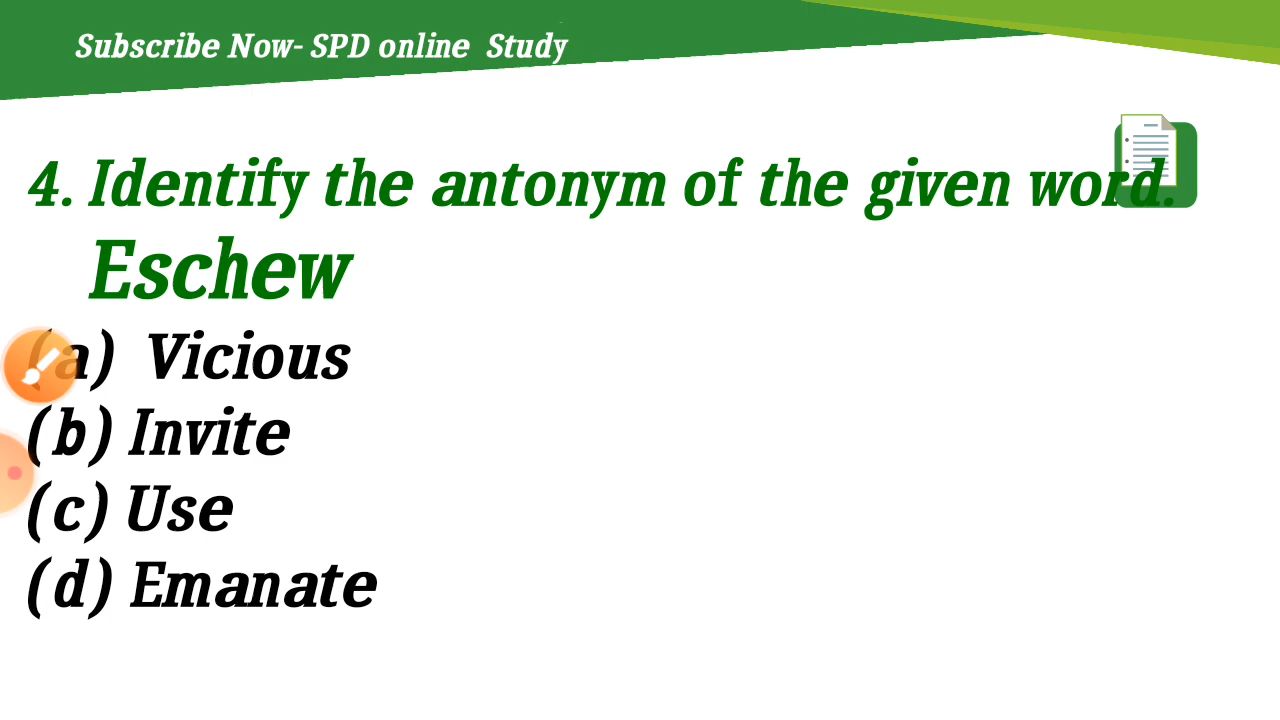 Subscribe Now- SPD online Study
4. Identify the antonym of the given word.
Eschew
(a) Vicious
(b) Invite
(c) Use
(d) Emanate